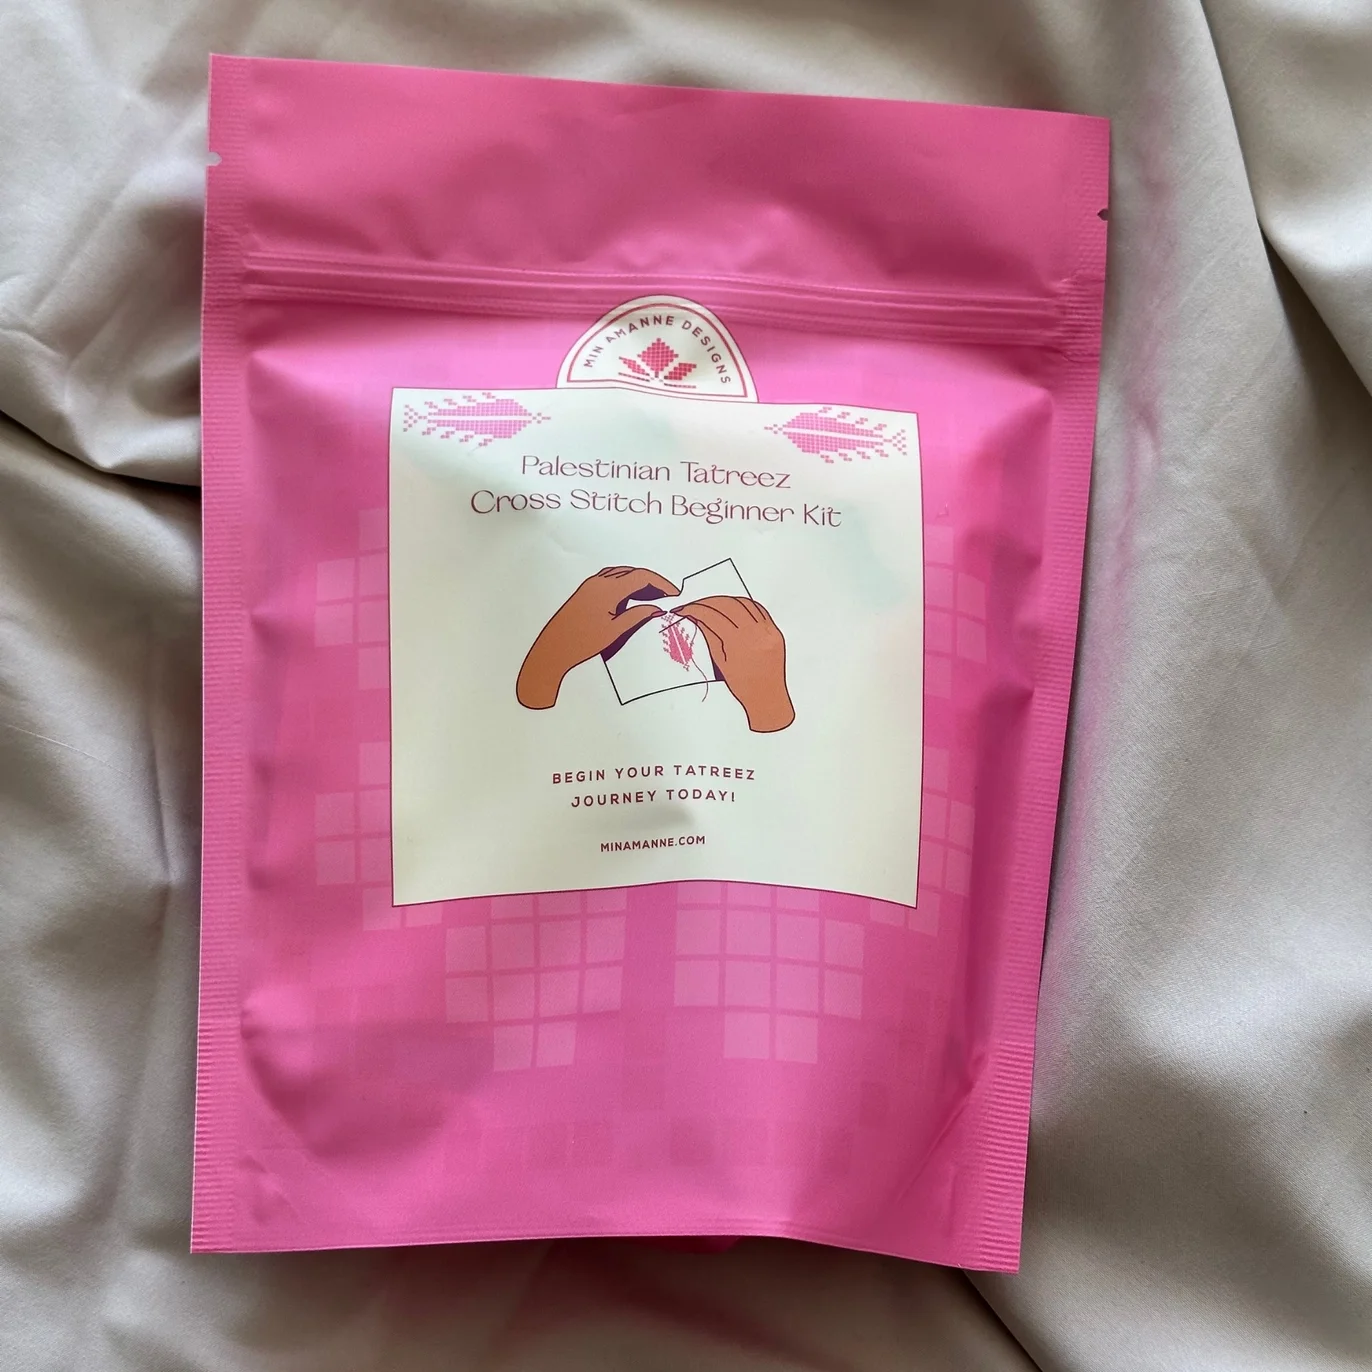 MIN AMANNE DESIGNS
Palestinian Tatreez
Cross Stitch Beginner Kit
BEGIN YOUR TATREEZ
JOURNEY TODAY!
MINAMANNE.COM